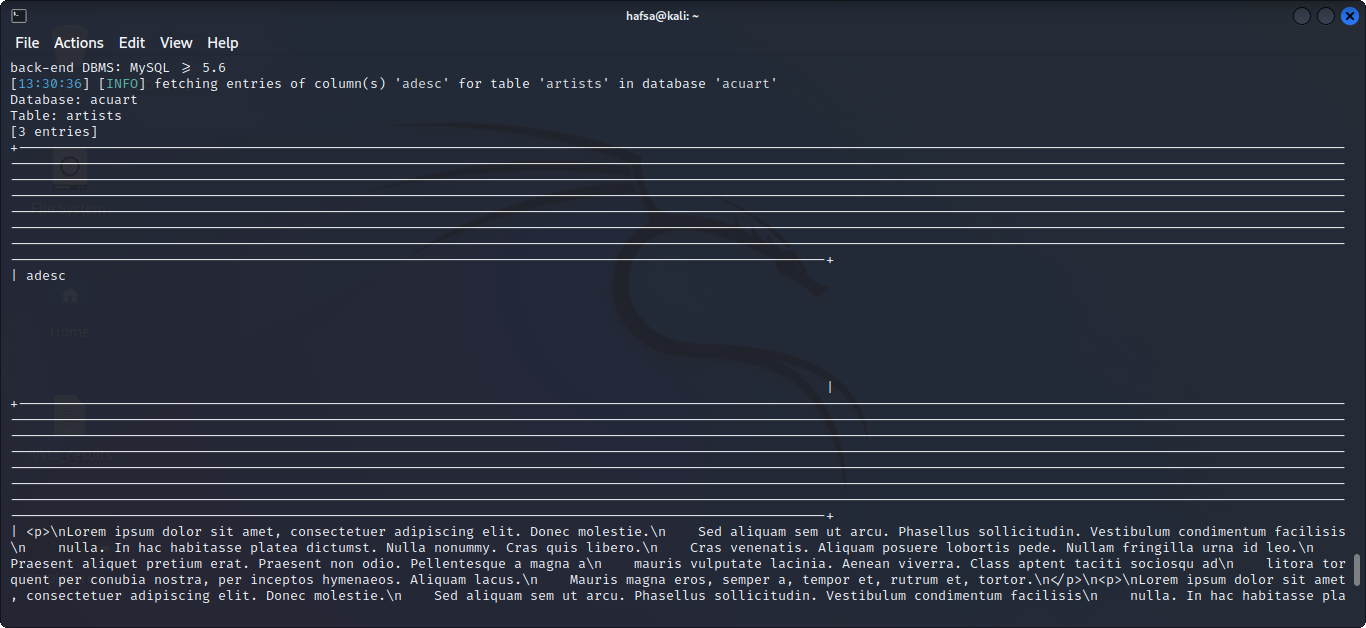 hafsa@kali: ~
File Actions Edit View Help
back-end DBMS: MySQL ≥ 5.6
[13:30:36] [INFO] fetching entries of column(s) 'adesc' for table 'artists' in database 'acuart'
Database: acuart
Table: artists
[3 entries]
| adesc
|
| <p>\nLorem ipsum dolor sit amet, consectetuer adipiscing elit. Donec molestie.\n    Sed aliquam sem ut arcu. Phasellus sollicitudin. Vestibulum condimentum facilisis
\n    nulla. In hac habitasse platea dictumst. Nulla nonummy. Cras quis libero.\n    Cras venenatis. Aliquam posuere lobortis pede. Nullam fringilla urna id leo.\n
Praesent aliquet pretium erat. Praesent non odio. Pellentesque a magna a\n    mauris vulputate lacinia. Aenean viverra. Class aptent taciti sociosqu ad\n    litora tor
quent per conubia nostra, per inceptos hymenaeos. Aliquam lacus.\n    Mauris magna eros, semper a, tempor et, rutrum et, tortor.\n</p>\n<p>\nLorem ipsum dolor sit amet
, consectetuer adipiscing elit. Donec molestie.\n    Sed aliquam sem ut arcu. Phasellus sollicitudin. Vestibulum condimentum facilisis\n    nulla. In hac habitasse pla
File System
Home